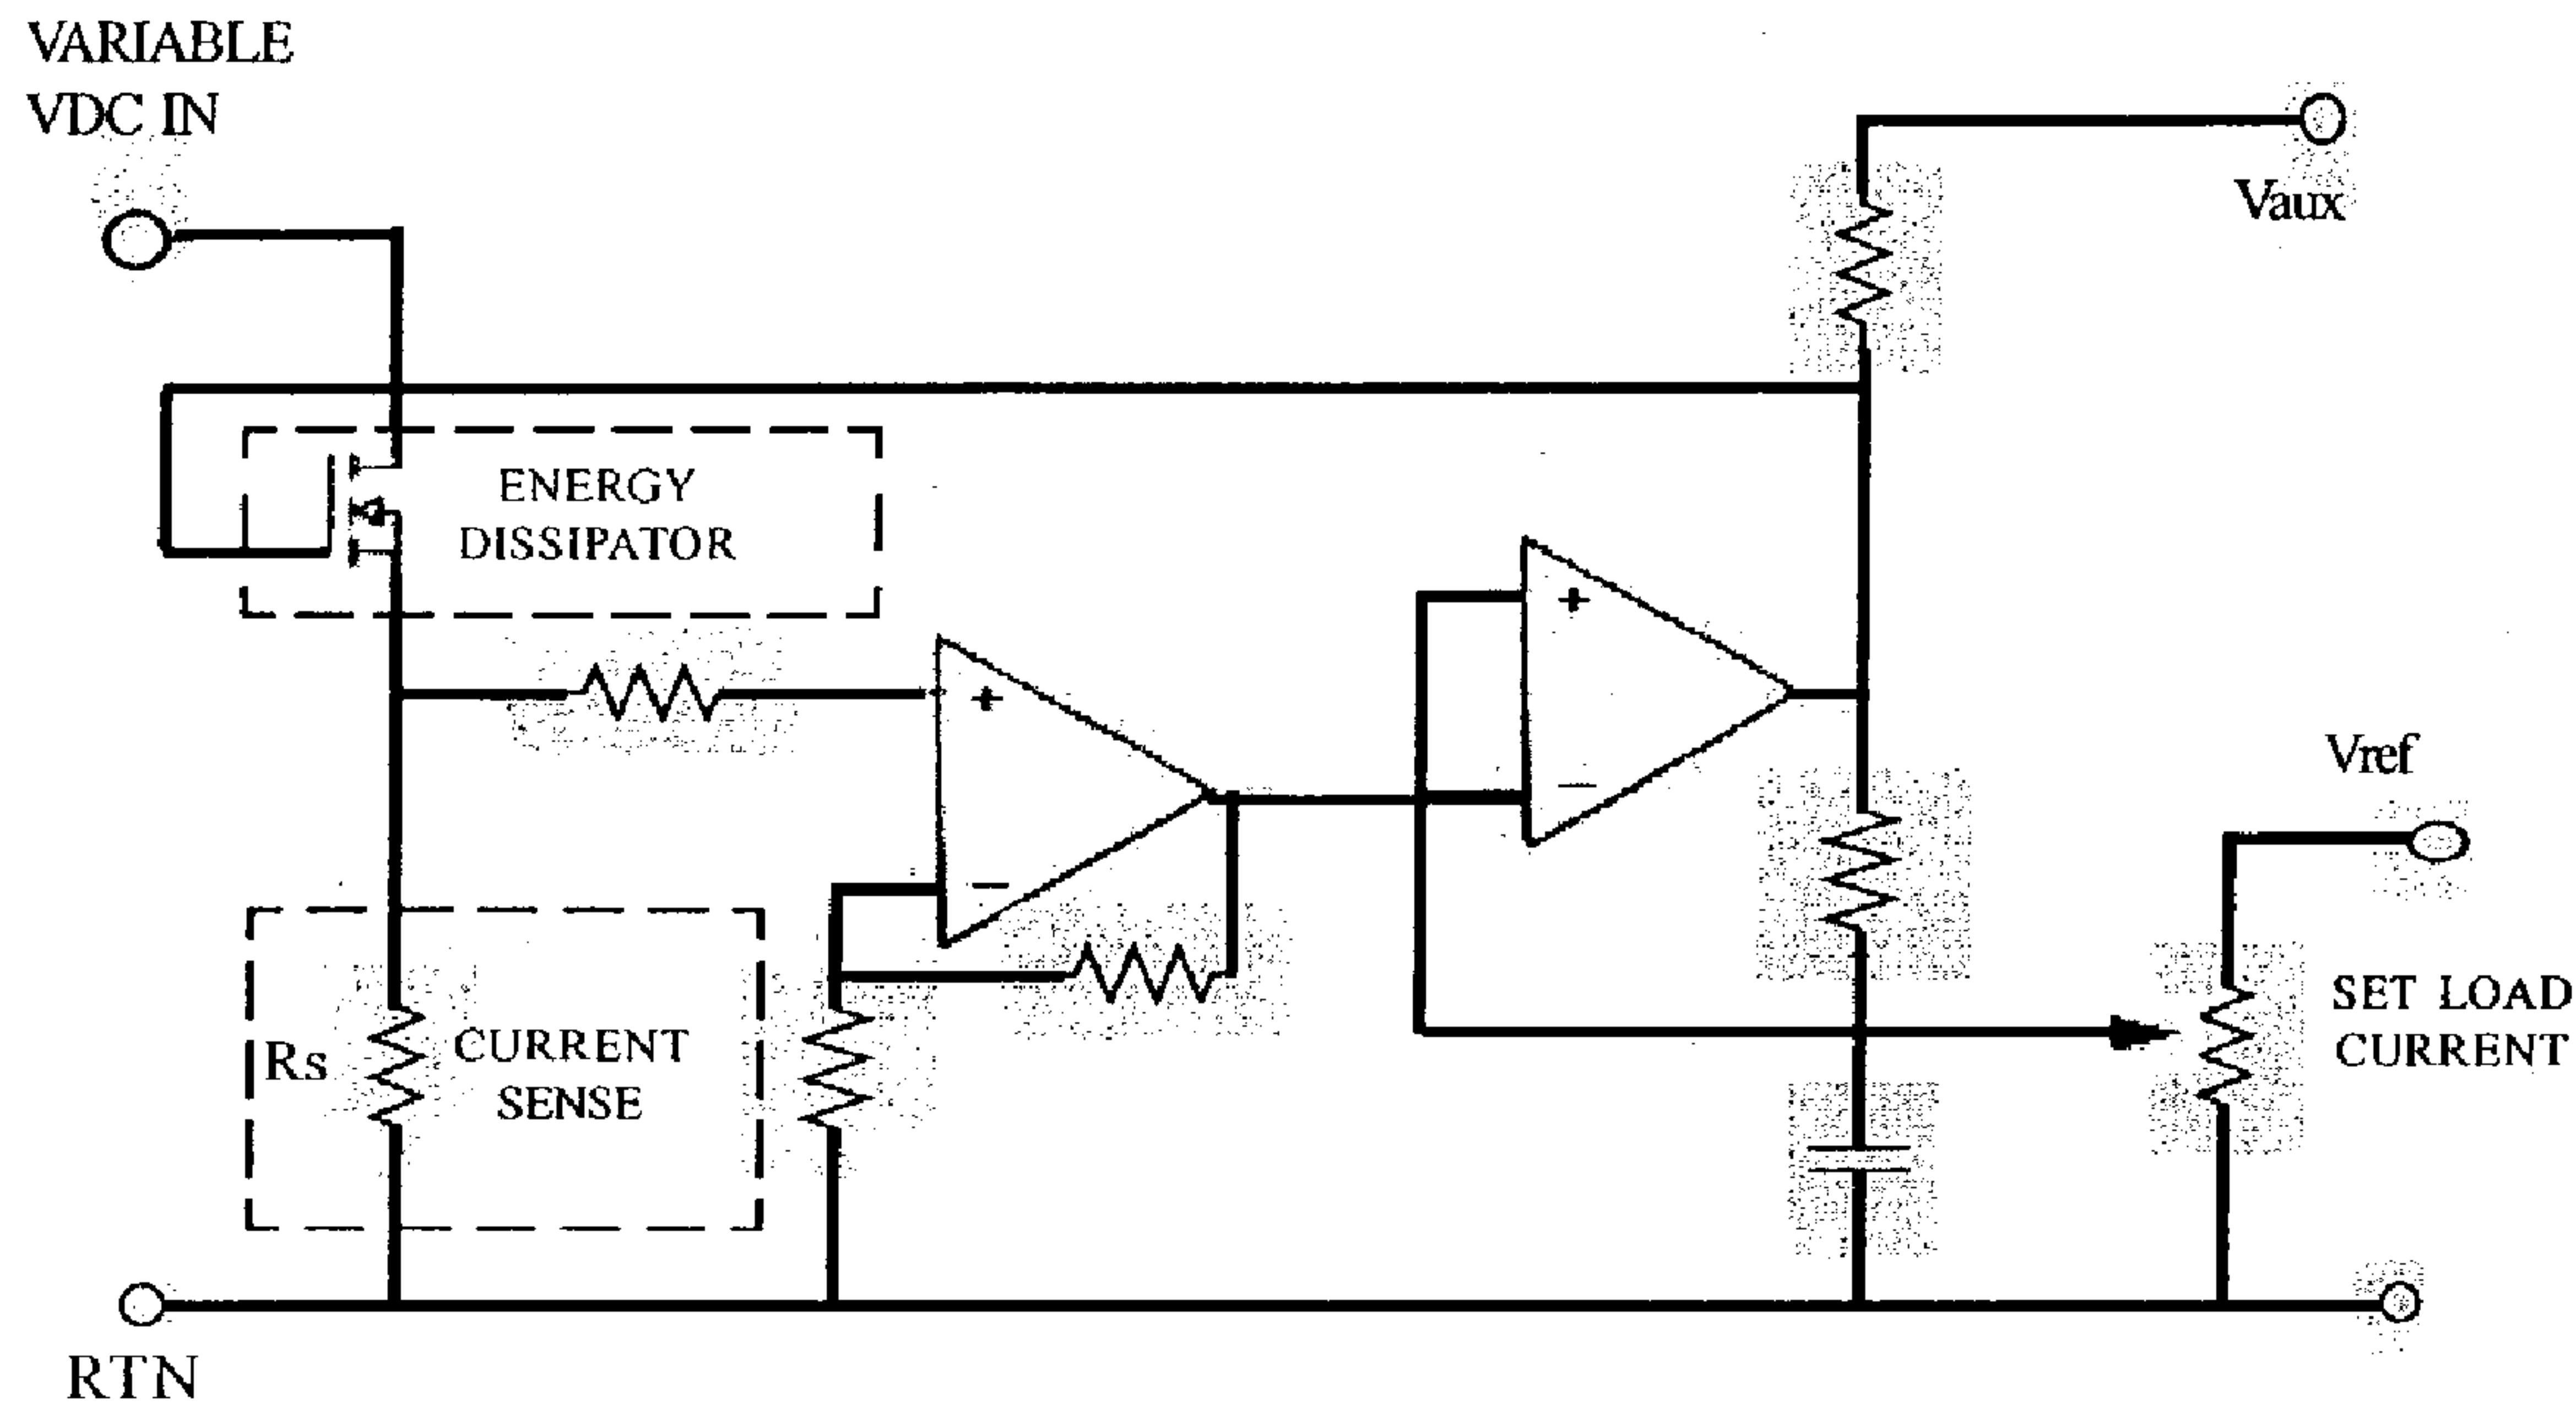 VARIABLE
VDC IN
Vaux
ENERGY
DISSIPATOR
+
+
−
Vref
−
SET LOAD
CURRENT
Rs
CURRENT
SENSE
RTN